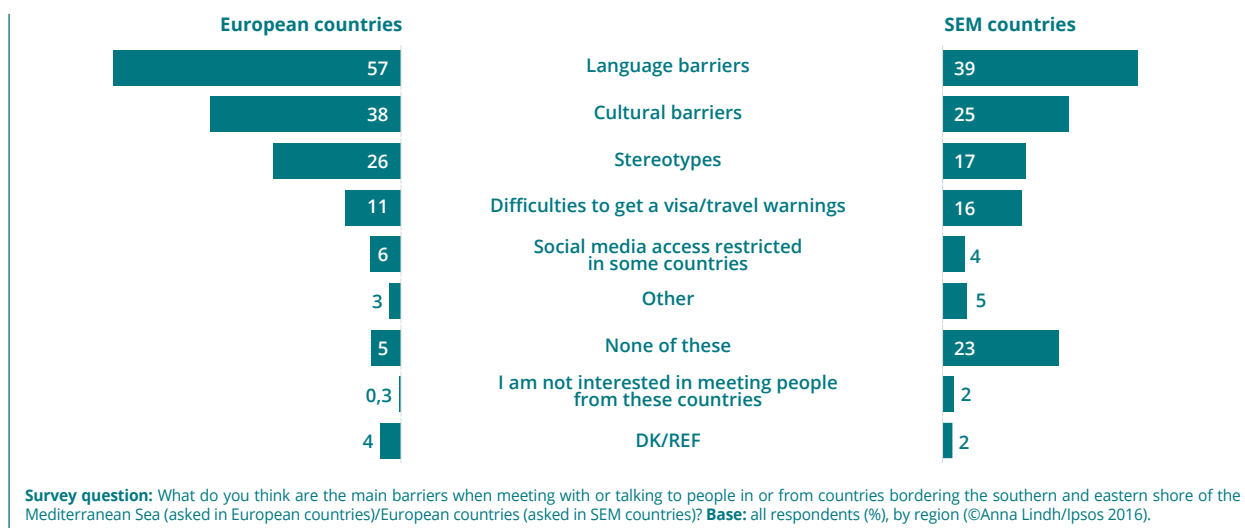 European countries
SEM countries
57 Language barriers 39
38 Cultural barriers 25
26 Stereotypes 17
11 Difficulties to get a visa/travel warnings 16
6 Social media access restricted
in some countries 4
3 Other 5
5 None of these 23
0,3 I am not interested in meeting people
from these countries 2
4 DK/REF 2
Survey question: What do you think are the main barriers when meeting with or talking to people in or from countries bordering the southern and eastern shore of the
Mediterranean Sea (asked in European countries)/European countries (asked in SEM countries)? Base: all respondents (%), by region (©Anna Lindh/Ipsos 2016).